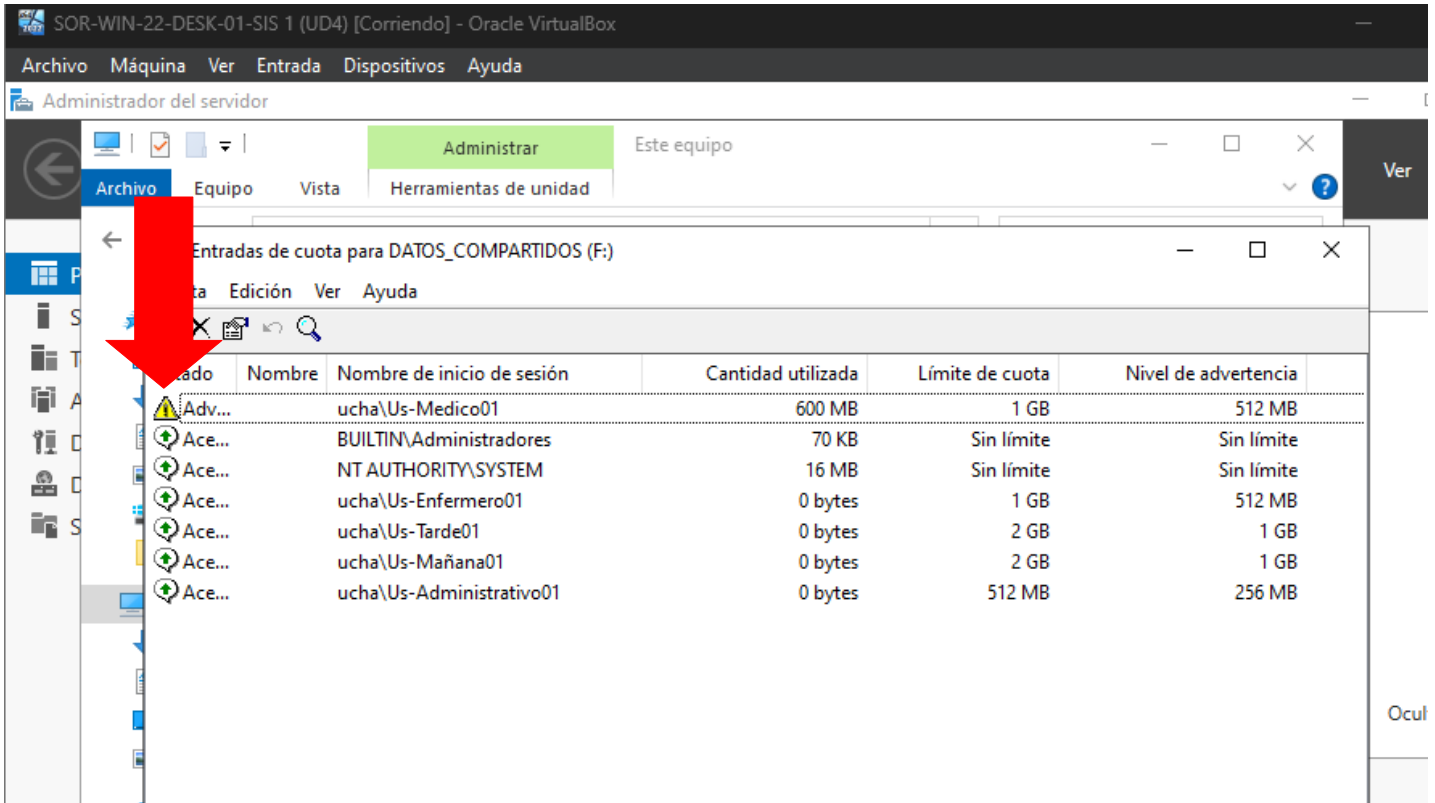 SOR-WIN-22-DESK-01-SIS 1 (UD4) [Corriendo] - Oracle VirtualBox
Archivo Máquina Ver Entrada Dispositivos Ayuda
Administrador del servidor
Administrar Este equipo
Ver
Archivo Equipo Vista Herramientas de unidad
Entradas de cuota para DATOS_COMPARTIDOS (F:)
Edición Ver Ayuda
Nombre Nombre de inicio de sesión Cantidad utilizada Límite de cuota Nivel de advertencia
Adv... ucha\Us-Medico01 600 MB 1 GB 512 MB
Ace... BUILTIN\Administradores 70 KB Sin límite Sin límite
Ace... NT AUTHORITY\SYSTEM 16 MB Sin límite Sin límite
Ace... ucha\Us-Enfermero01 0 bytes 1 GB 512 MB
Ace... ucha\Us-Tarde01 0 bytes 2 GB 1 GB
Ace... ucha\Us-Mañana01 0 bytes 2 GB 1 GB
Ace... ucha\Us-Administrativo01 0 bytes 512 MB 256 MB